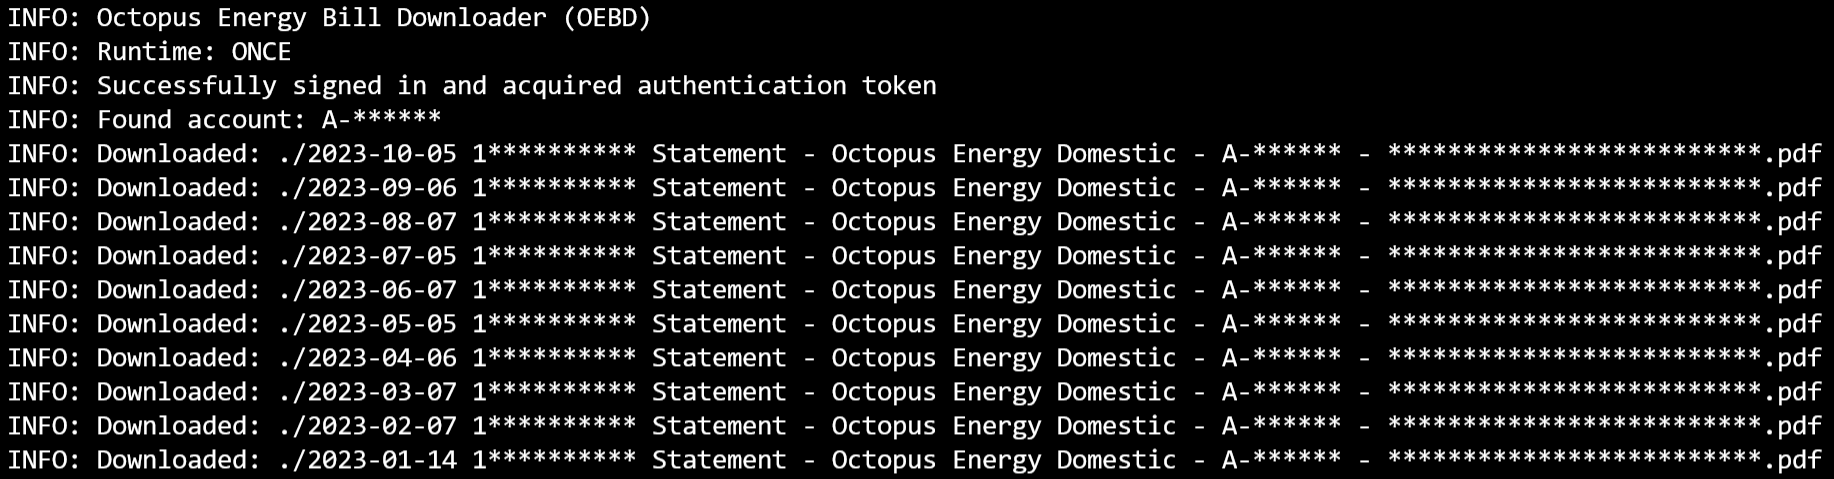 INFO: Octopus Energy Bill Downloader (OEBD)
INFO: Runtime: ONCE
INFO: Successfully signed in and acquired authentication token
INFO: Found account: A-******
INFO: Downloaded: ./2023-10-05 1********** Statement - Octopus Energy Domestic - A-****** - *************************.pdf
INFO: Downloaded: ./2023-09-06 1********** Statement - Octopus Energy Domestic - A-****** - *************************.pdf
INFO: Downloaded: ./2023-08-07 1********** Statement - Octopus Energy Domestic - A-****** - *************************.pdf
INFO: Downloaded: ./2023-07-05 1********** Statement - Octopus Energy Domestic - A-****** - *************************.pdf
INFO: Downloaded: ./2023-06-07 1********** Statement - Octopus Energy Domestic - A-****** - *************************.pdf
INFO: Downloaded: ./2023-05-05 1********** Statement - Octopus Energy Domestic - A-****** - *************************.pdf
INFO: Downloaded: ./2023-04-06 1********** Statement - Octopus Energy Domestic - A-****** - *************************.pdf
INFO: Downloaded: ./2023-03-07 1********** Statement - Octopus Energy Domestic - A-****** - *************************.pdf
INFO: Downloaded: ./2023-02-07 1********** Statement - Octopus Energy Domestic - A-****** - *************************.pdf
INFO: Downloaded: ./2023-01-14 1********** Statement - Octopus Energy Domestic - A-****** - *************************.pdf